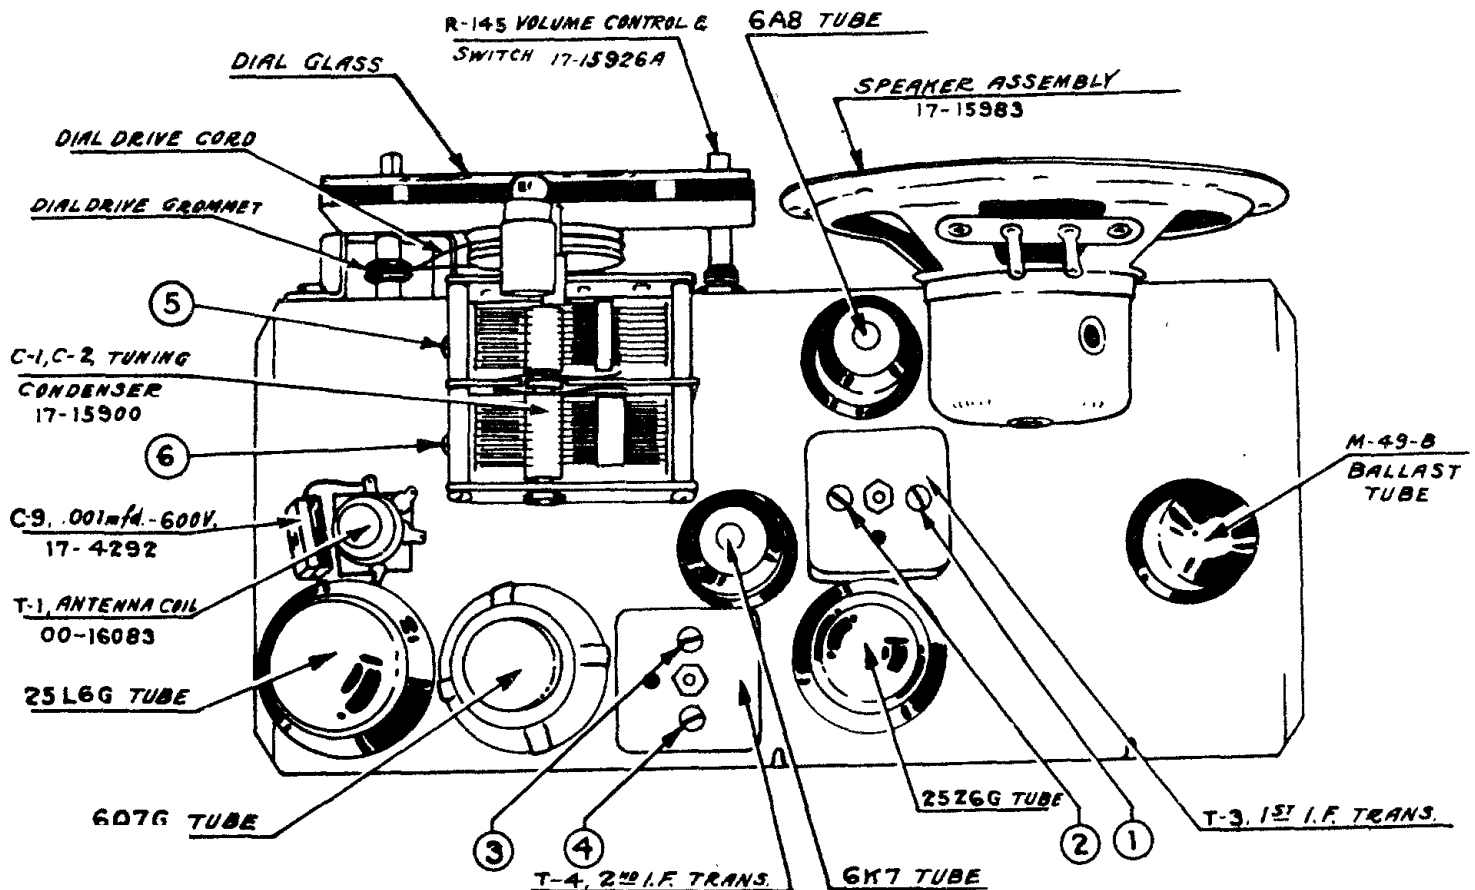 R-145 VOLUME CONTROL &
SWITCH 17-15926A
6A8 TUBE
DIAL GLASS
SPEAKER ASSEMBLY
17-15983
DIAL DRIVE CORD
DIAL DRIVE GROMMET
5
C-1, C-2, TUNING
CONDENSER
17-15900
6
M-49-B
BALLAST
TUBE
C-9, .001mfd.-600V.
17-4292
T-1, ANTENNA COIL
00-16083
25L6G TUBE
6Q7G TUBE
3
4
T-4, 2ND I.F. TRANS.
6K7 TUBE
25Z6G TUBE
2
1
T-3, 1ST I.F. TRANS.